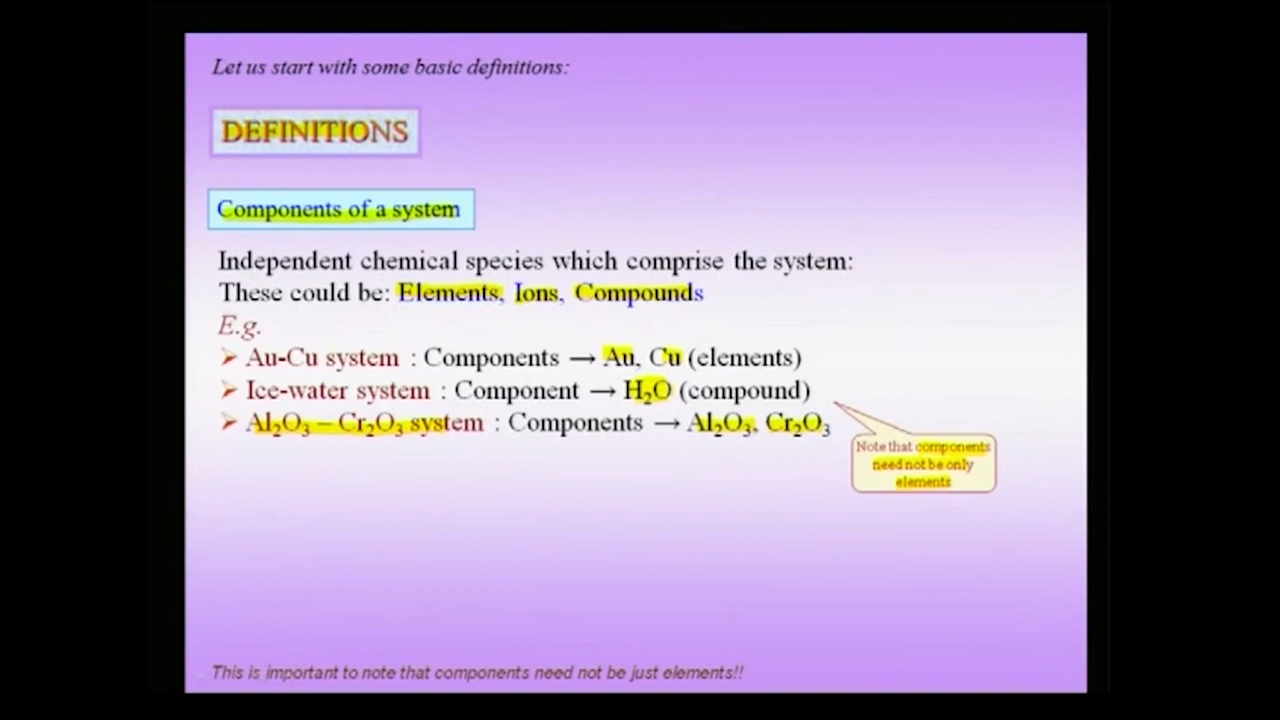 Let us start with some basic definitions:
DEFINITIONS
Components of a system
Independent chemical species which comprise the system:
These could be: Elements, Ions, Compounds
E.g.
➢ Au-Cu system : Components → Au, Cu (elements)
➢ Ice-water system : Component → H₂O (compound)
➢ Al₂O₃ – Cr₂O₃ system : Components → Al₂O₃, Cr₂O₃
Note that components
need not be only
elements
This is important to note that components need not be just elements!!